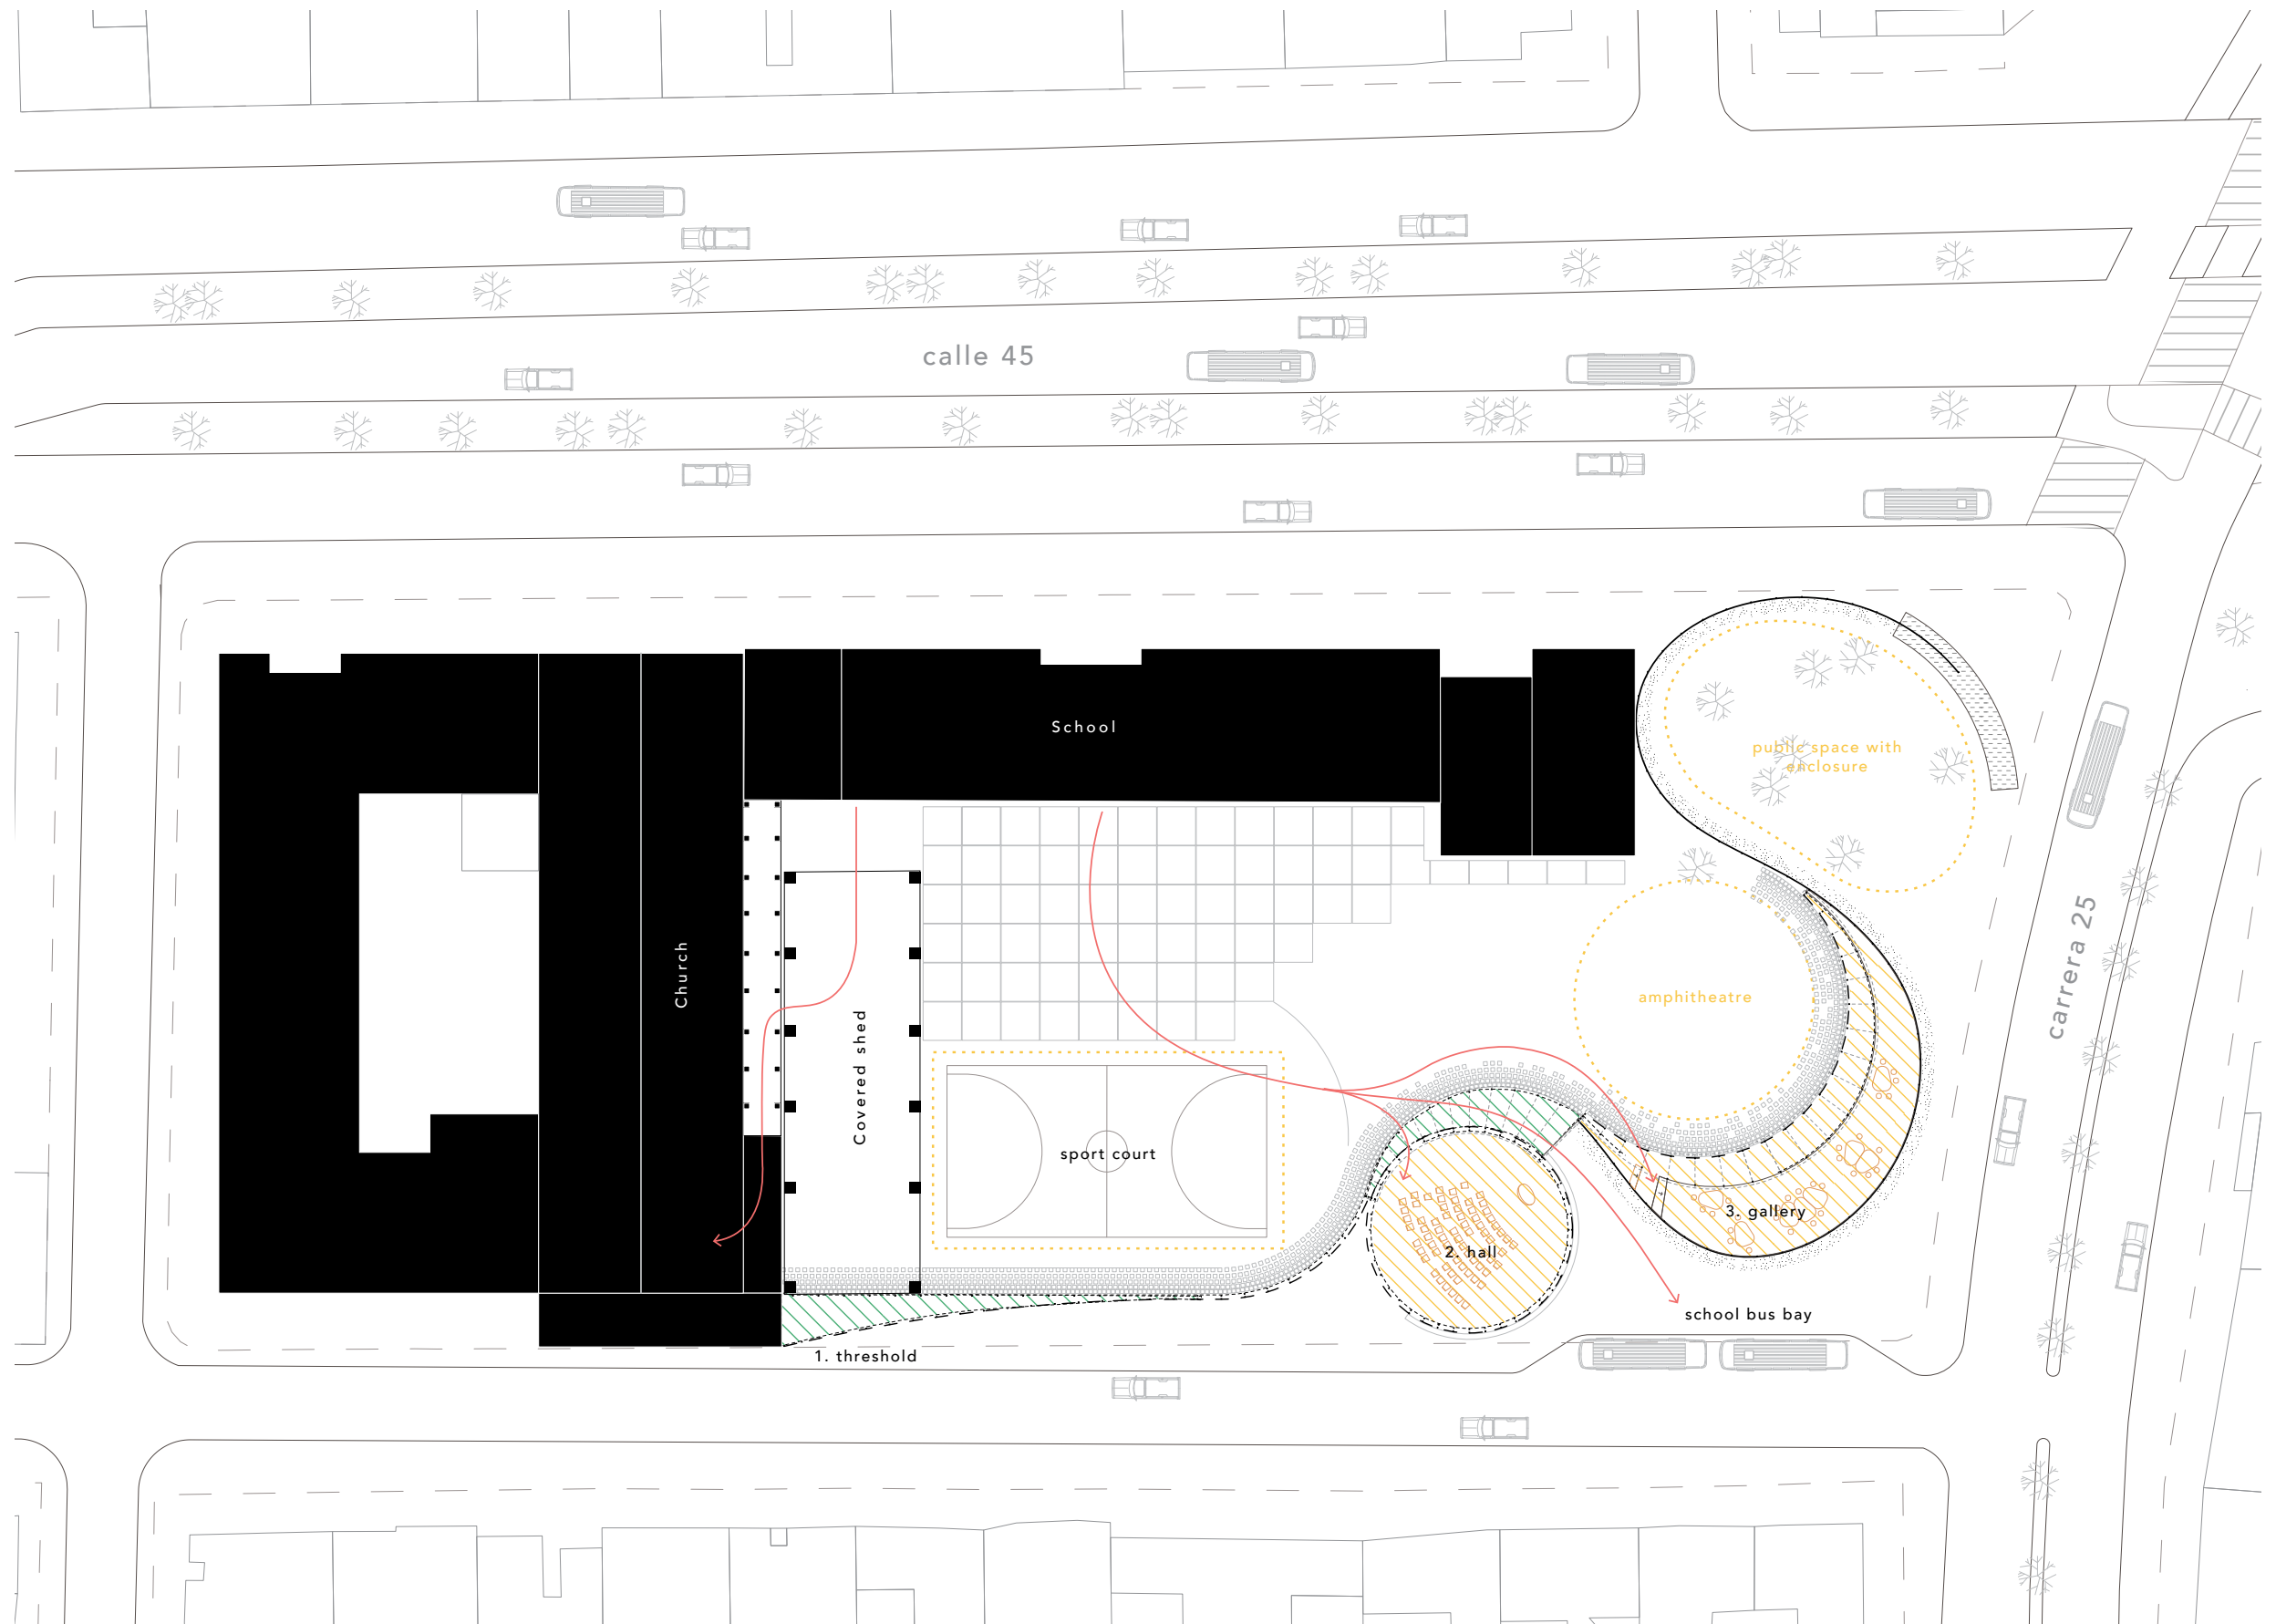 calle 45
School
public space with
enclosure
Church
Covered shed
amphitheatre
carrera 25
sport court
3. gallery
2. hall
school bus bay
1. threshold